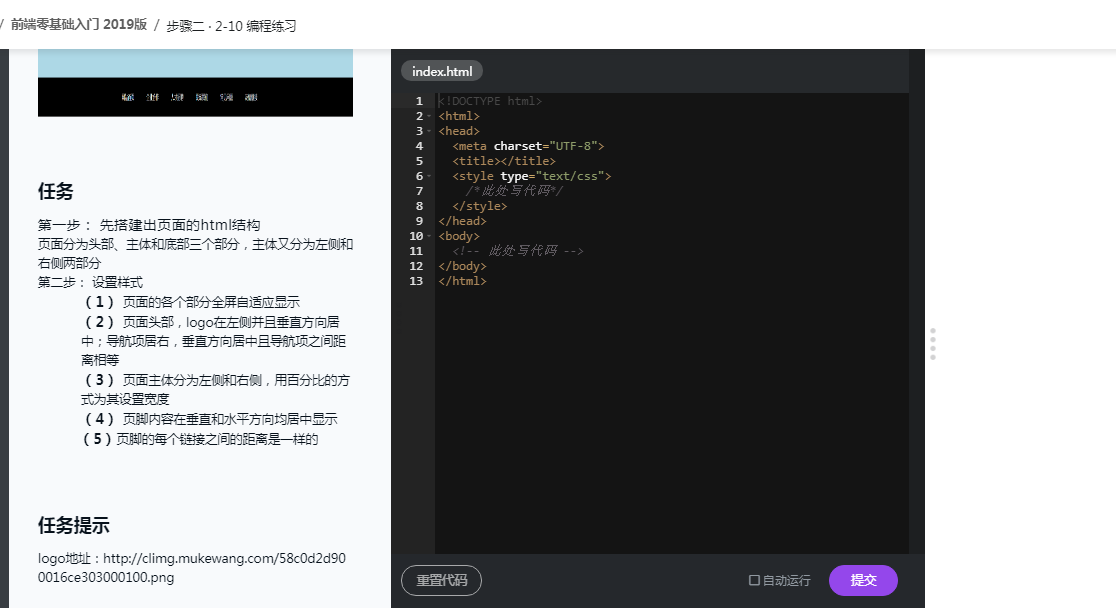 / 前端零基础入门 2019版 / 步骤二 · 2-10 编程练习
任务
第一步： 先搭建出页面的html结构
页面分为头部、主体和底部三个部分，主体又分为左侧和
右侧两部分
第二步： 设置样式
（1） 页面的各个部分全屏自适应显示
（2） 页面头部，logo在左侧并且垂直方向居
中；导航项居右，垂直方向居中且导航项之间距
离相等
（3） 页面主体分为左侧和右侧，用百分比的方
式为其设置宽度
（4） 页脚内容在垂直和水平方向均居中显示
（5）页脚的每个链接之间的距离是一样的
任务提示
logo地址：http://climg.mukewang.com/58c0d2d90
0016ce303000100.png
index.html
1 <!DOCTYPE html>
2 <html>
3 <head>
4 <meta charset="UTF-8">
5 <title></title>
6 <style type="text/css">
7 /*此处写代码*/
8 </style>
9 </head>
10 <body>
11 <!-- 此处写代码 -->
12 </body>
13 </html>
重置代码
自动运行
提交